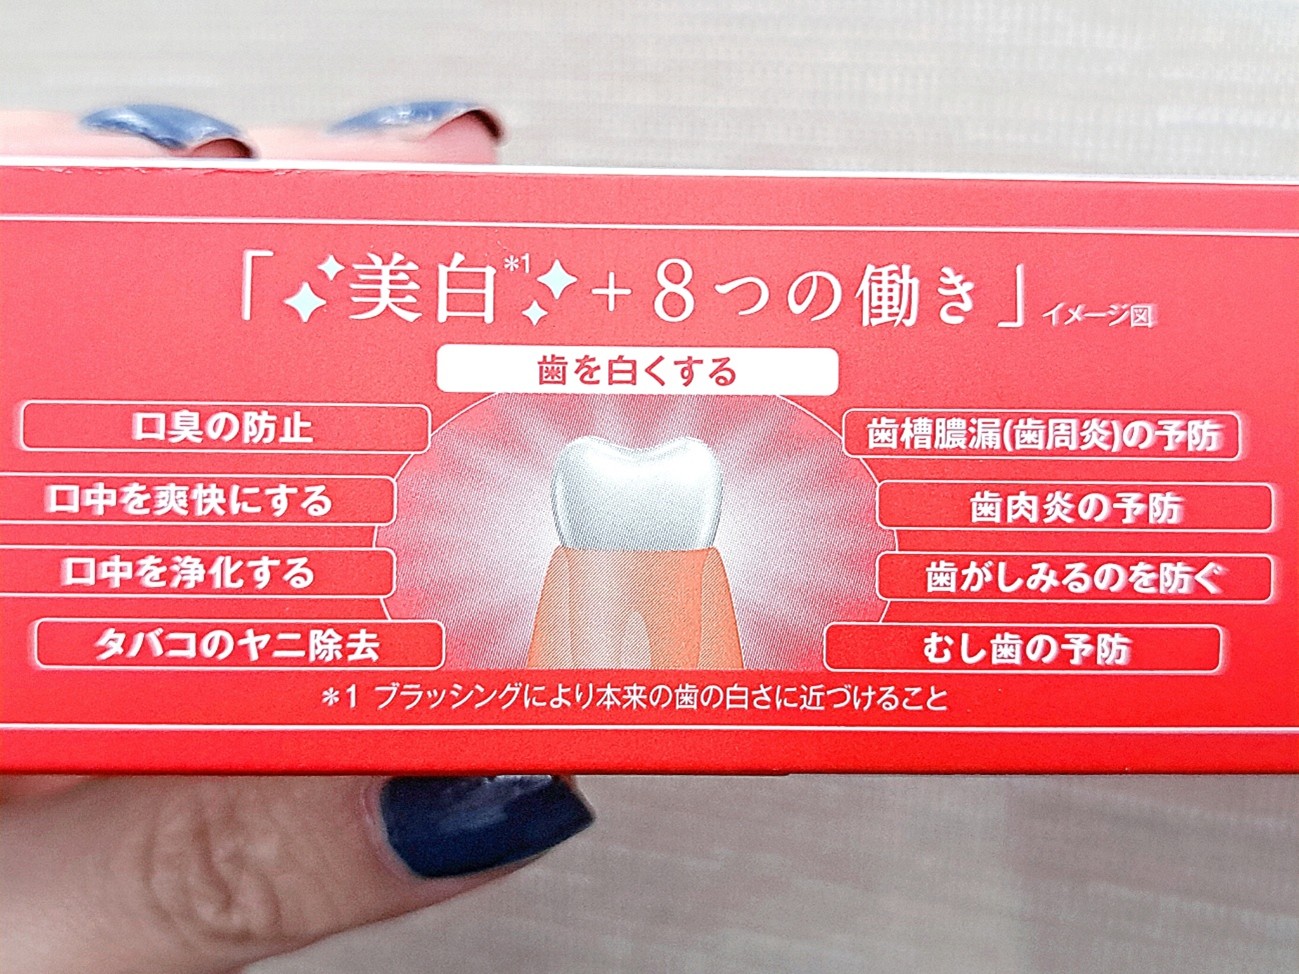 「美白*1+8つの働き」イメージ図
歯を白くする
口臭の防止
口中を爽快にする
口中を浄化する
タバコのヤニ除去
歯槽膿漏(歯周炎)の予防
歯肉炎の予防
歯がしみるのを防ぐ
むし歯の予防
*1 ブラッシングにより本来の歯の白さに近づけること